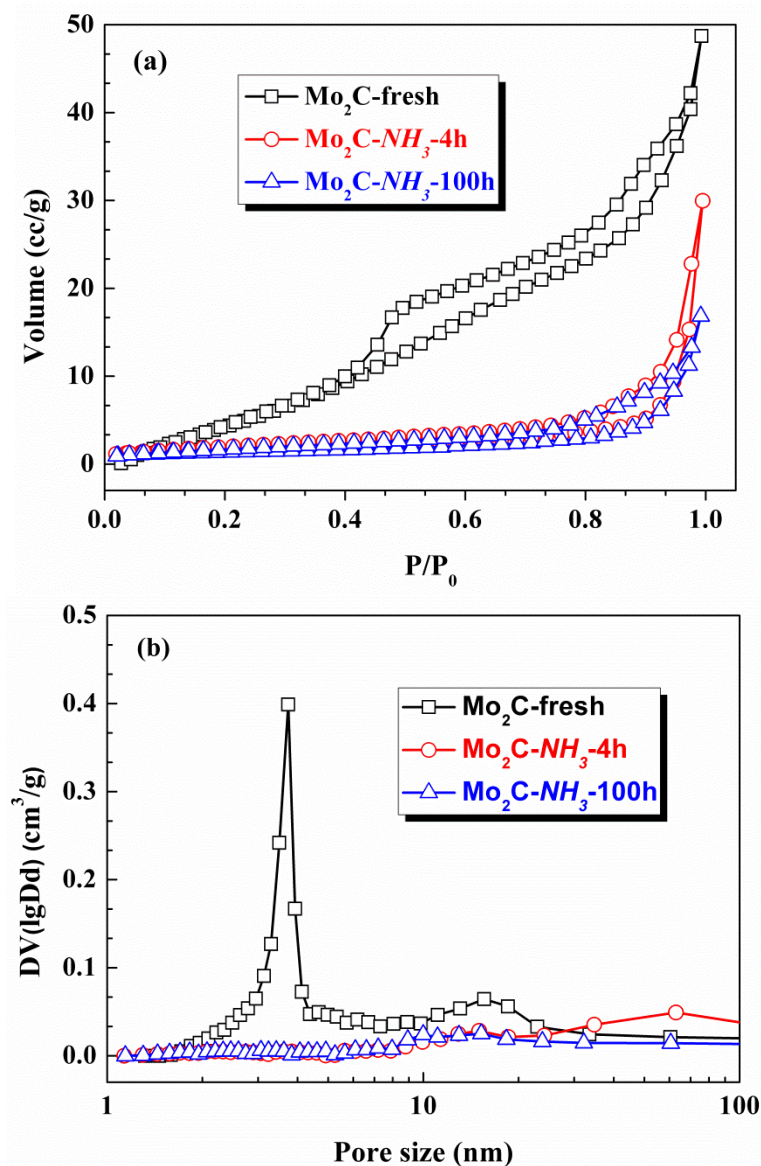 50
40
30
20
10
0
Volume (cc/g)
(a)
Mo₂C-fresh
Mo₂C-NH₃-4h
Mo₂C-NH₃-100h
0.0 0.2 0.4 0.6 0.8 1.0
P/P₀
0.5
0.4
0.3
0.2
0.1
0.0
DV(lgDd) (cm³/g)
(b)
Mo₂C-fresh
Mo₂C-NH₃-4h
Mo₂C-NH₃-100h
1 10 100
Pore size (nm)